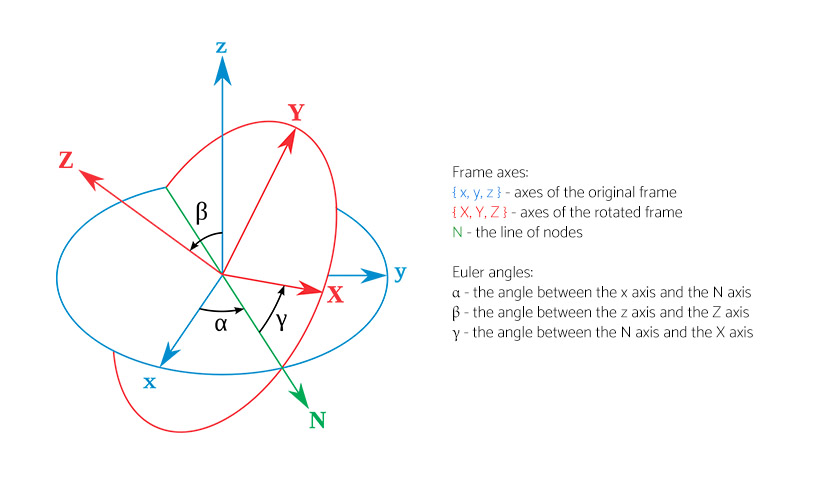 z
Y
Z
β
y
X
α
γ
x
N
Frame axes:
{ x, y, z } - axes of the original frame
{ X, Y, Z } - axes of the rotated frame
N - the line of nodes
Euler angles:
α - the angle between the x axis and the N axis
β - the angle between the z axis and the Z axis
γ - the angle between the N axis and the X axis